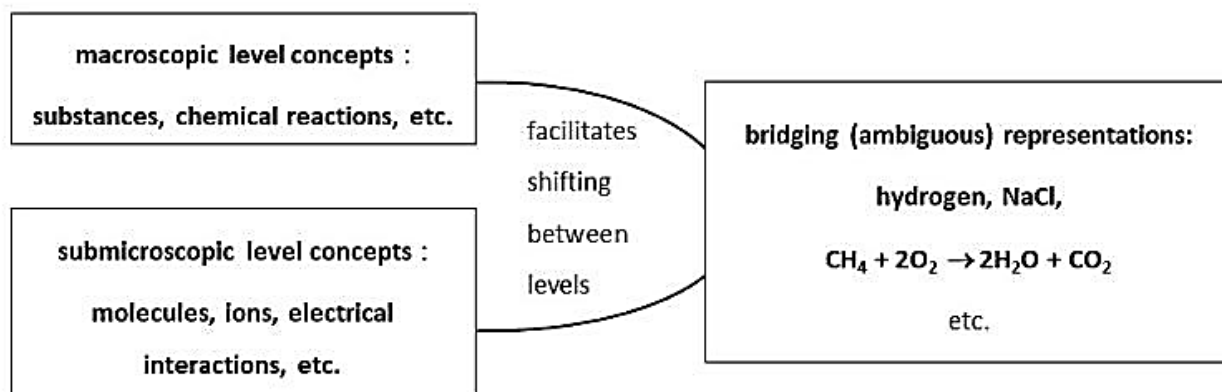 macroscopic level concepts :
substances, chemical reactions, etc.
submicroscopic level concepts :
molecules, ions, electrical
interactions, etc.
facilitates
shifting
between
levels
bridging (ambiguous) representations:
hydrogen, NaCl,
CH₄ + 2O₂ → 2H₂O + CO₂
etc.